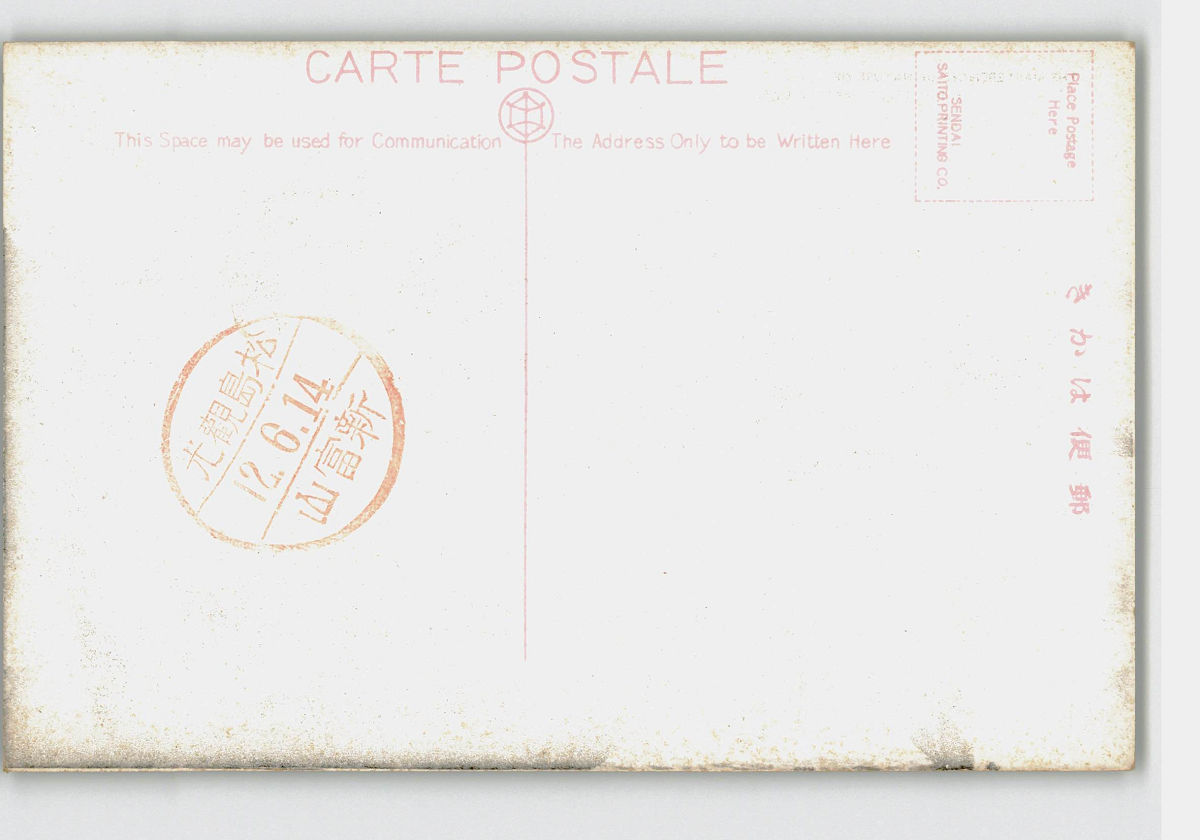 CARTE POSTALE
This Space may be used for Communication
The Address Only to be Written Here
Place Postage
Here
SENDAI
SAITO.PRINTING CO.
きかは便郵
松島觀光
12.6.14
新富山